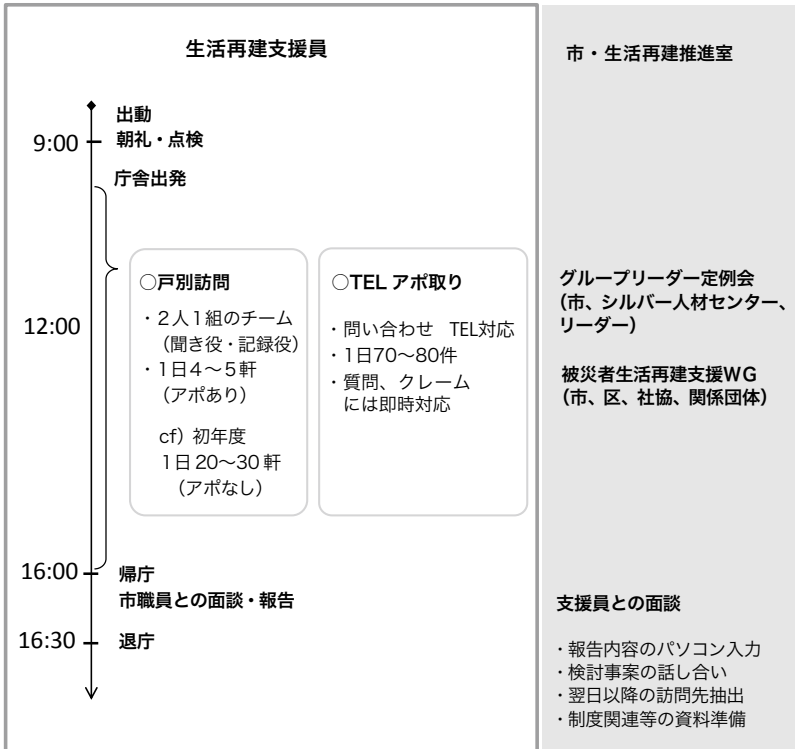 生活再建支援員
市・生活再建推進室
出動
9:00
朝礼・点検
庁舎出発
○戸別訪問
・２人１組のチーム
（聞き役・記録役）
・１日４〜５軒
（アポあり）
cf）初年度
１日20〜30軒
（アポなし）
○TEL アポ取り
・問い合わせ　TEL対応
・１日70〜80件
・質問、クレーム
には即時対応
12:00
グループリーダー定例会
（市、シルバー人材センター、
リーダー）
被災者生活再建支援WG
（市、区、社協、関係団体）
16:00
帰庁
市職員との面談・報告
16:30
退庁
支援員との面談
・報告内容のパソコン入力
・検討事案の話し合い
・翌日以降の訪問先抽出
・制度関連等の資料準備